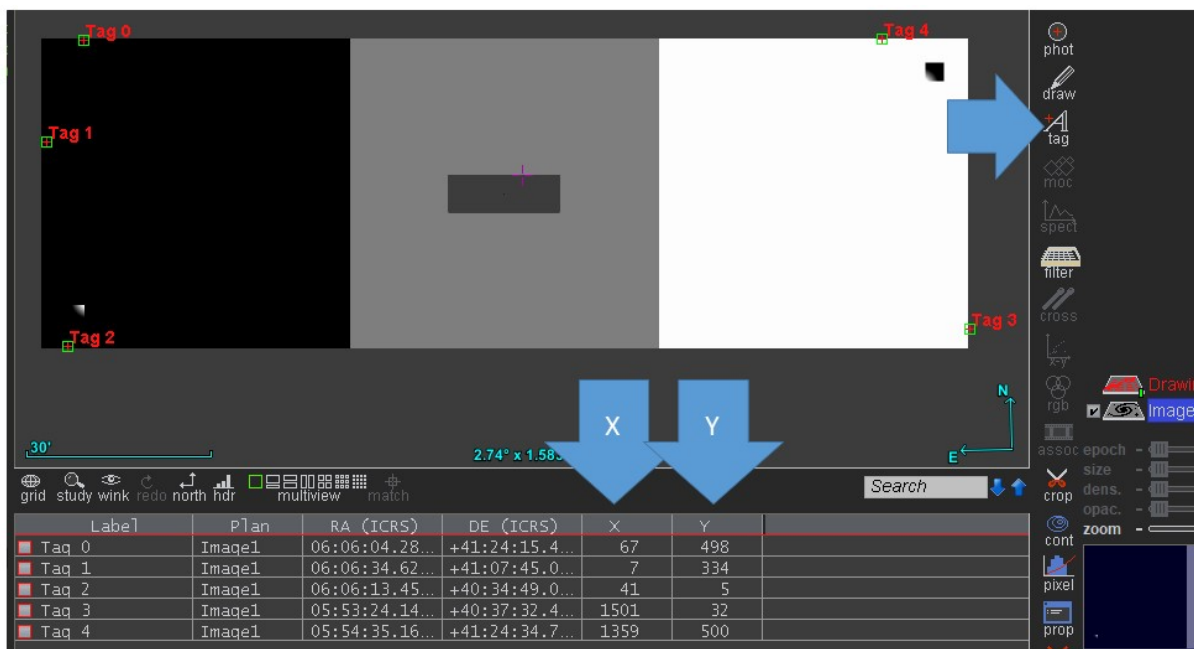 Tag 0
Tag 4
Tag 1
Tag 2
Tag 3
X
Y
N
E
30'
2.74° x 1.585
phot
draw
tag
moc
spect
filter
cross
x-y
rgb
assoc
crop
cont
pixel
prop
Drawin
Image
epoch
size
dens.
opac.
zoom
grid study wink redo north hdr multiview match
Search
Label Plan RA (ICRS) DE (ICRS) X Y
Tag 0 Image1 06:06:04.28... +41:24:15.4... 67 498
Tag 1 Image1 06:06:34.62... +41:07:45.0... 7 334
Tag 2 Image1 06:06:13.45... +40:34:49.0... 41 5
Tag 3 Image1 05:53:24.14... +40:37:32.4... 1501 32
Tag 4 Image1 05:54:35.16... +41:24:34.7... 1359 500